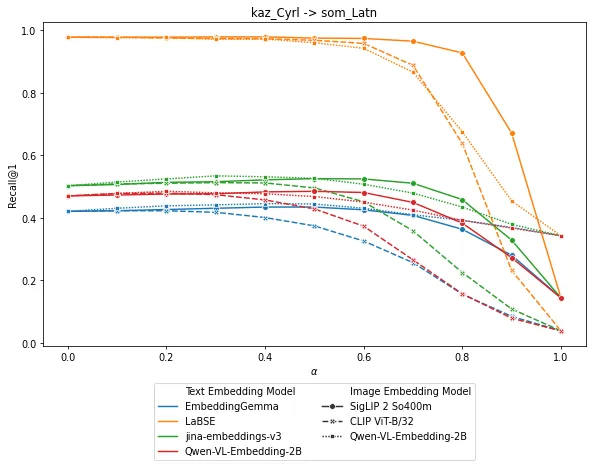 kaz_Cyrl -> som_Latn
Recall@1
1.0
0.8
0.6
0.4
0.2
0.0
0.0 0.2 0.4 0.6 0.8 1.0
α
Text Embedding Model
EmbeddingGemma
LaBSE
jina-embeddings-v3
Qwen-VL-Embedding-2B
Image Embedding Model
SigLIP 2 So400m
CLIP ViT-B/32
Qwen-VL-Embedding-2B